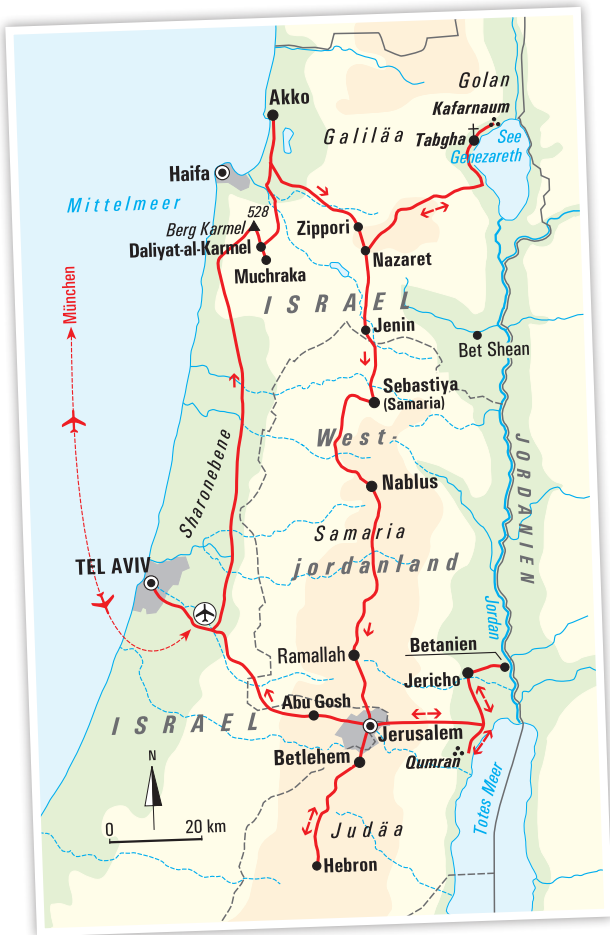 Golan
Kafarnaum
Akko
Galiläa
Tabgha
See
Genezareth
Haifa
Mittelmeer
528
Berg Karmel
Zippori
Daliyat-al-Karmel
Nazaret
Muchraka
München
ISRAEL
Jenin
Bet Shean
Sebastiya
(Samaria)
West-
Sharonebene
JORDANIEN
Nablus
Samaria
jordanland
TEL AVIV
Jordan
Betanien
Ramallah
Jericho
Abu Gosh
ISRAEL
Jerusalem
Betlehem
Qumran
N
Totes Meer
0 20 km
Judäa
Hebron